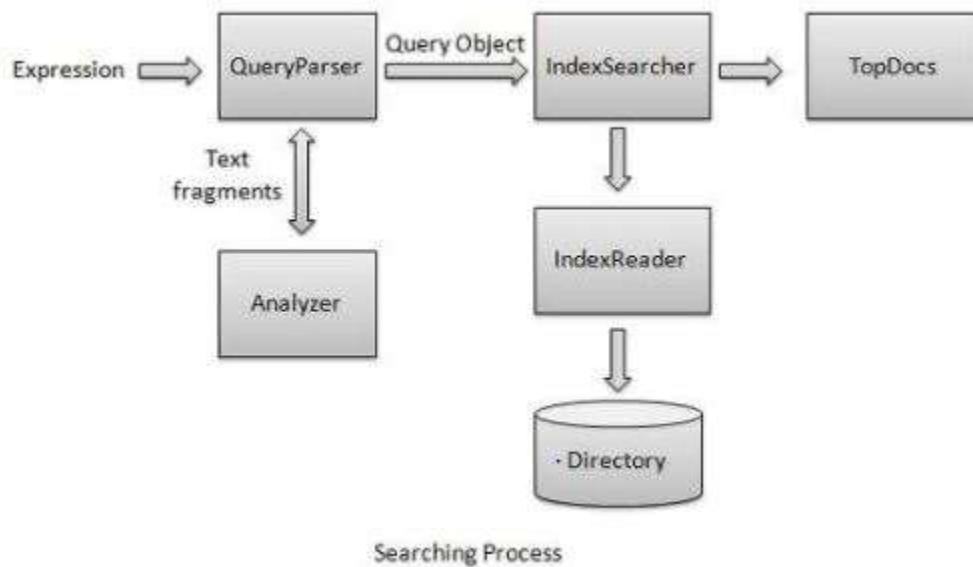 Expression
QueryParser
Query Object
IndexSearcher
TopDocs
Text
fragments
Analyzer
IndexReader
· Directory
Searching Process